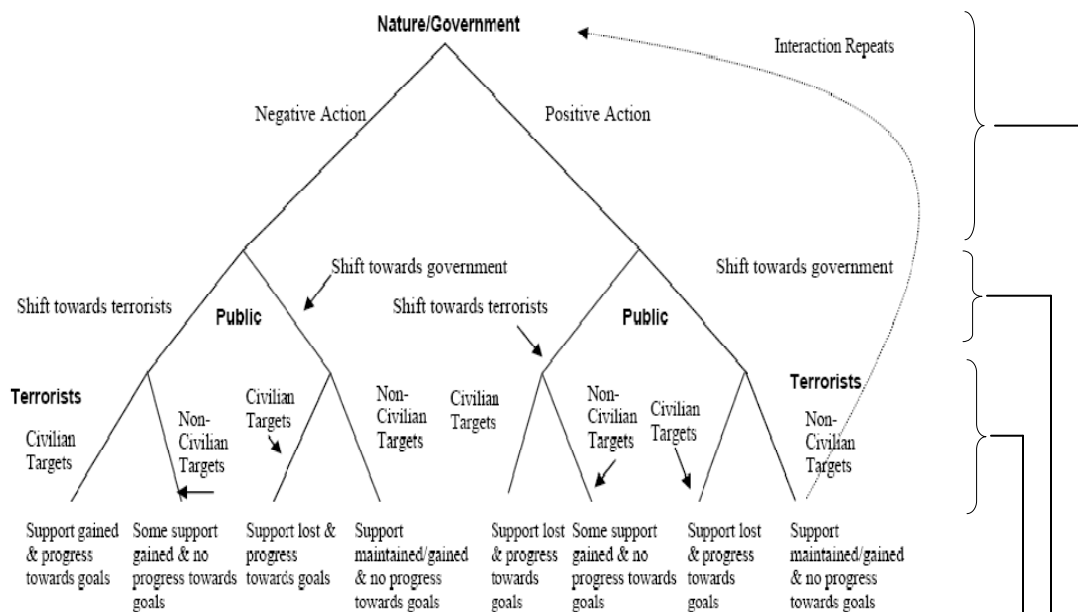 Nature/Government
Interaction Repeats
Negative Action
Positive Action
Shift towards government
Shift towards government
Shift towards terrorists
Shift towards terrorists
Public
Public
Terrorists
Civilian
Targets
Non-
Civilian
Targets
Civilian
Targets
Non-
Civilian
Targets
Civilian
Targets
Non-
Civilian
Targets
Civilian
Targets
Terrorists
Non-
Civilian
Targets
Support gained
& progress
towards goals
Some support
gained & no
progress towards
goals
Support lost &
progress
towards goals
Support
maintained/gained
& no progress
towards goals
Support lost
& progress
towards
goals
Some support
gained & no
progress towards
goals
Support lost
& progress
towards
goals
Support
maintained/gained
& no progress
towards goals